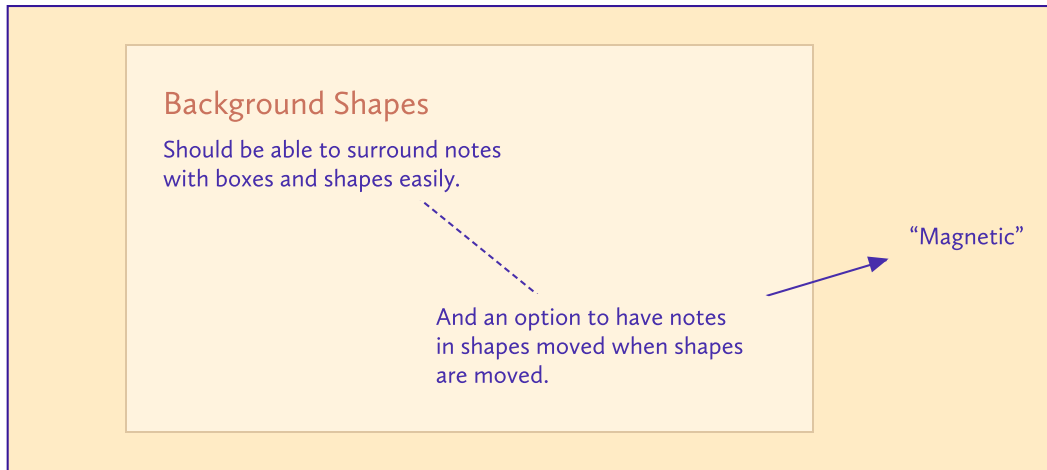 Background Shapes
Should be able to surround notes
with boxes and shapes easily.
“Magnetic”
And an option to have notes
in shapes moved when shapes
are moved.